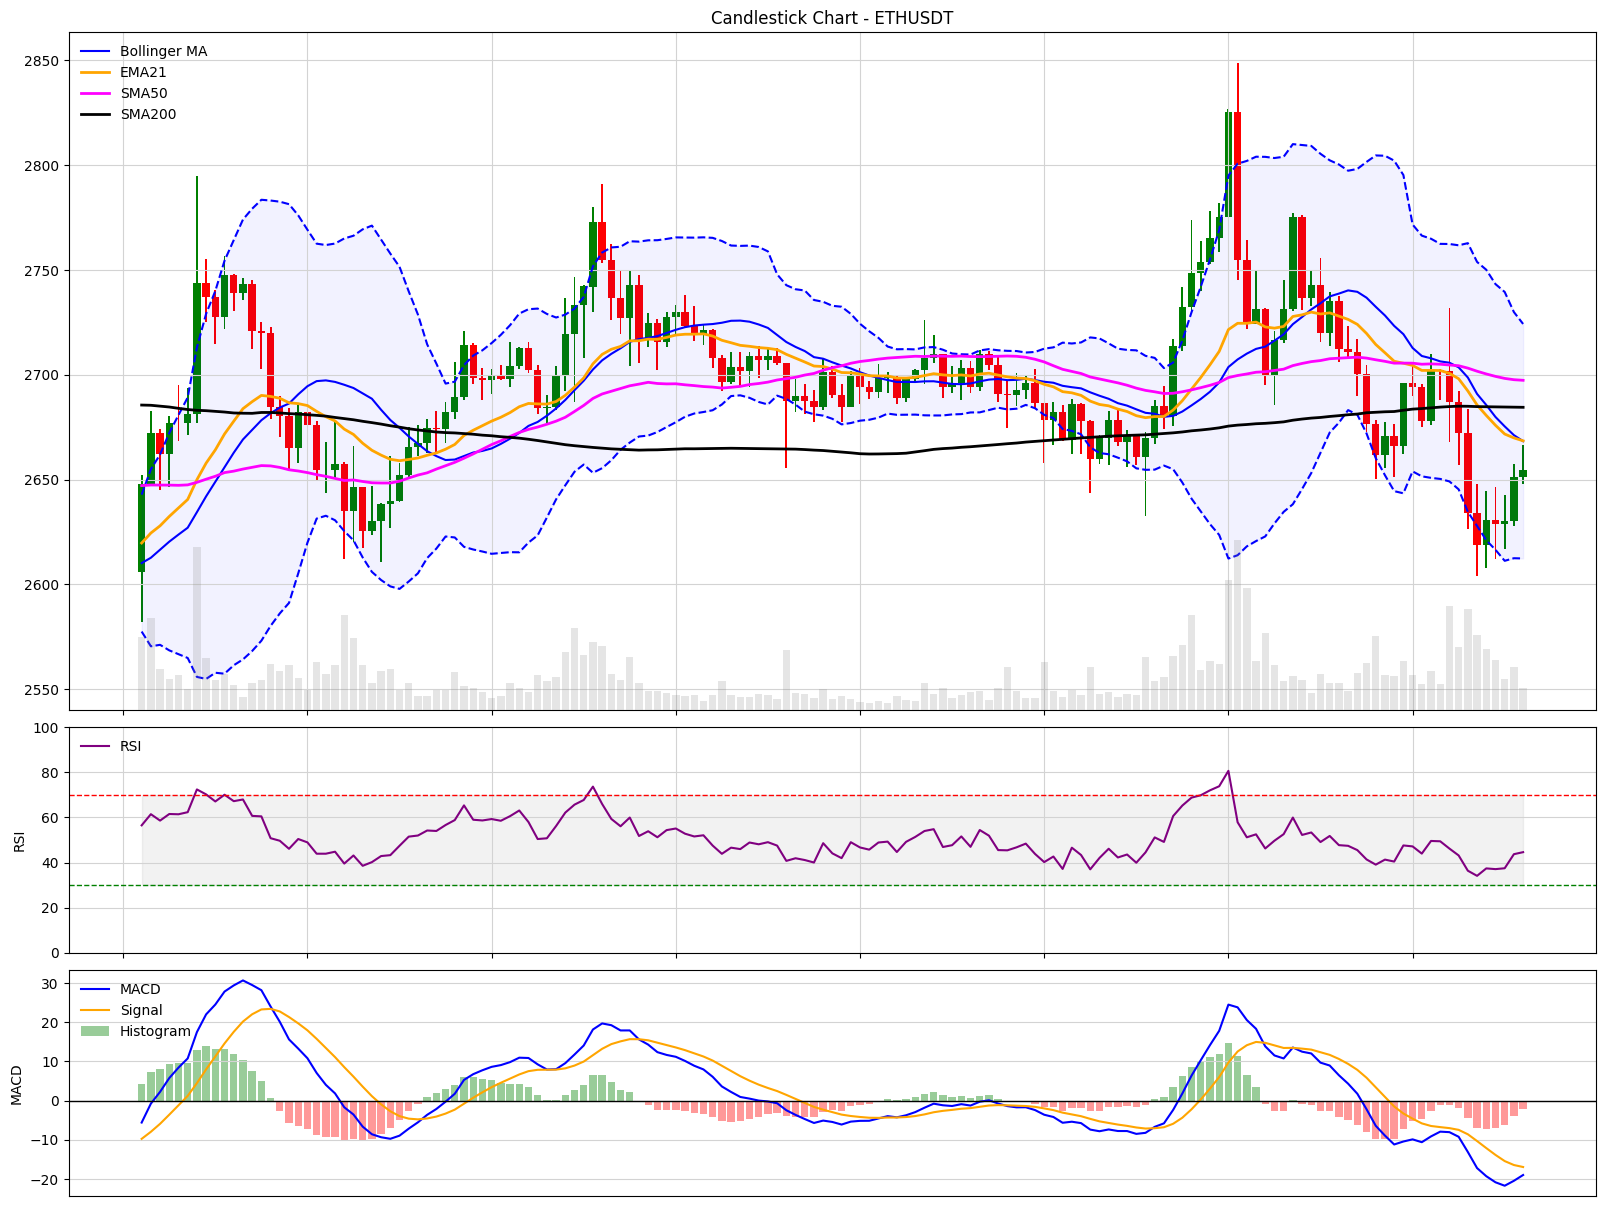 Candlestick Chart - ETHUSDT
Bollinger MA
EMA21
SMA50
SMA200
2850
2800
2750
2700
2650
2600
2550
RSI
100
80
60
40
20
0
RSI
MACD
Signal
Histogram
30
20
10
0
−10
−20
MACD